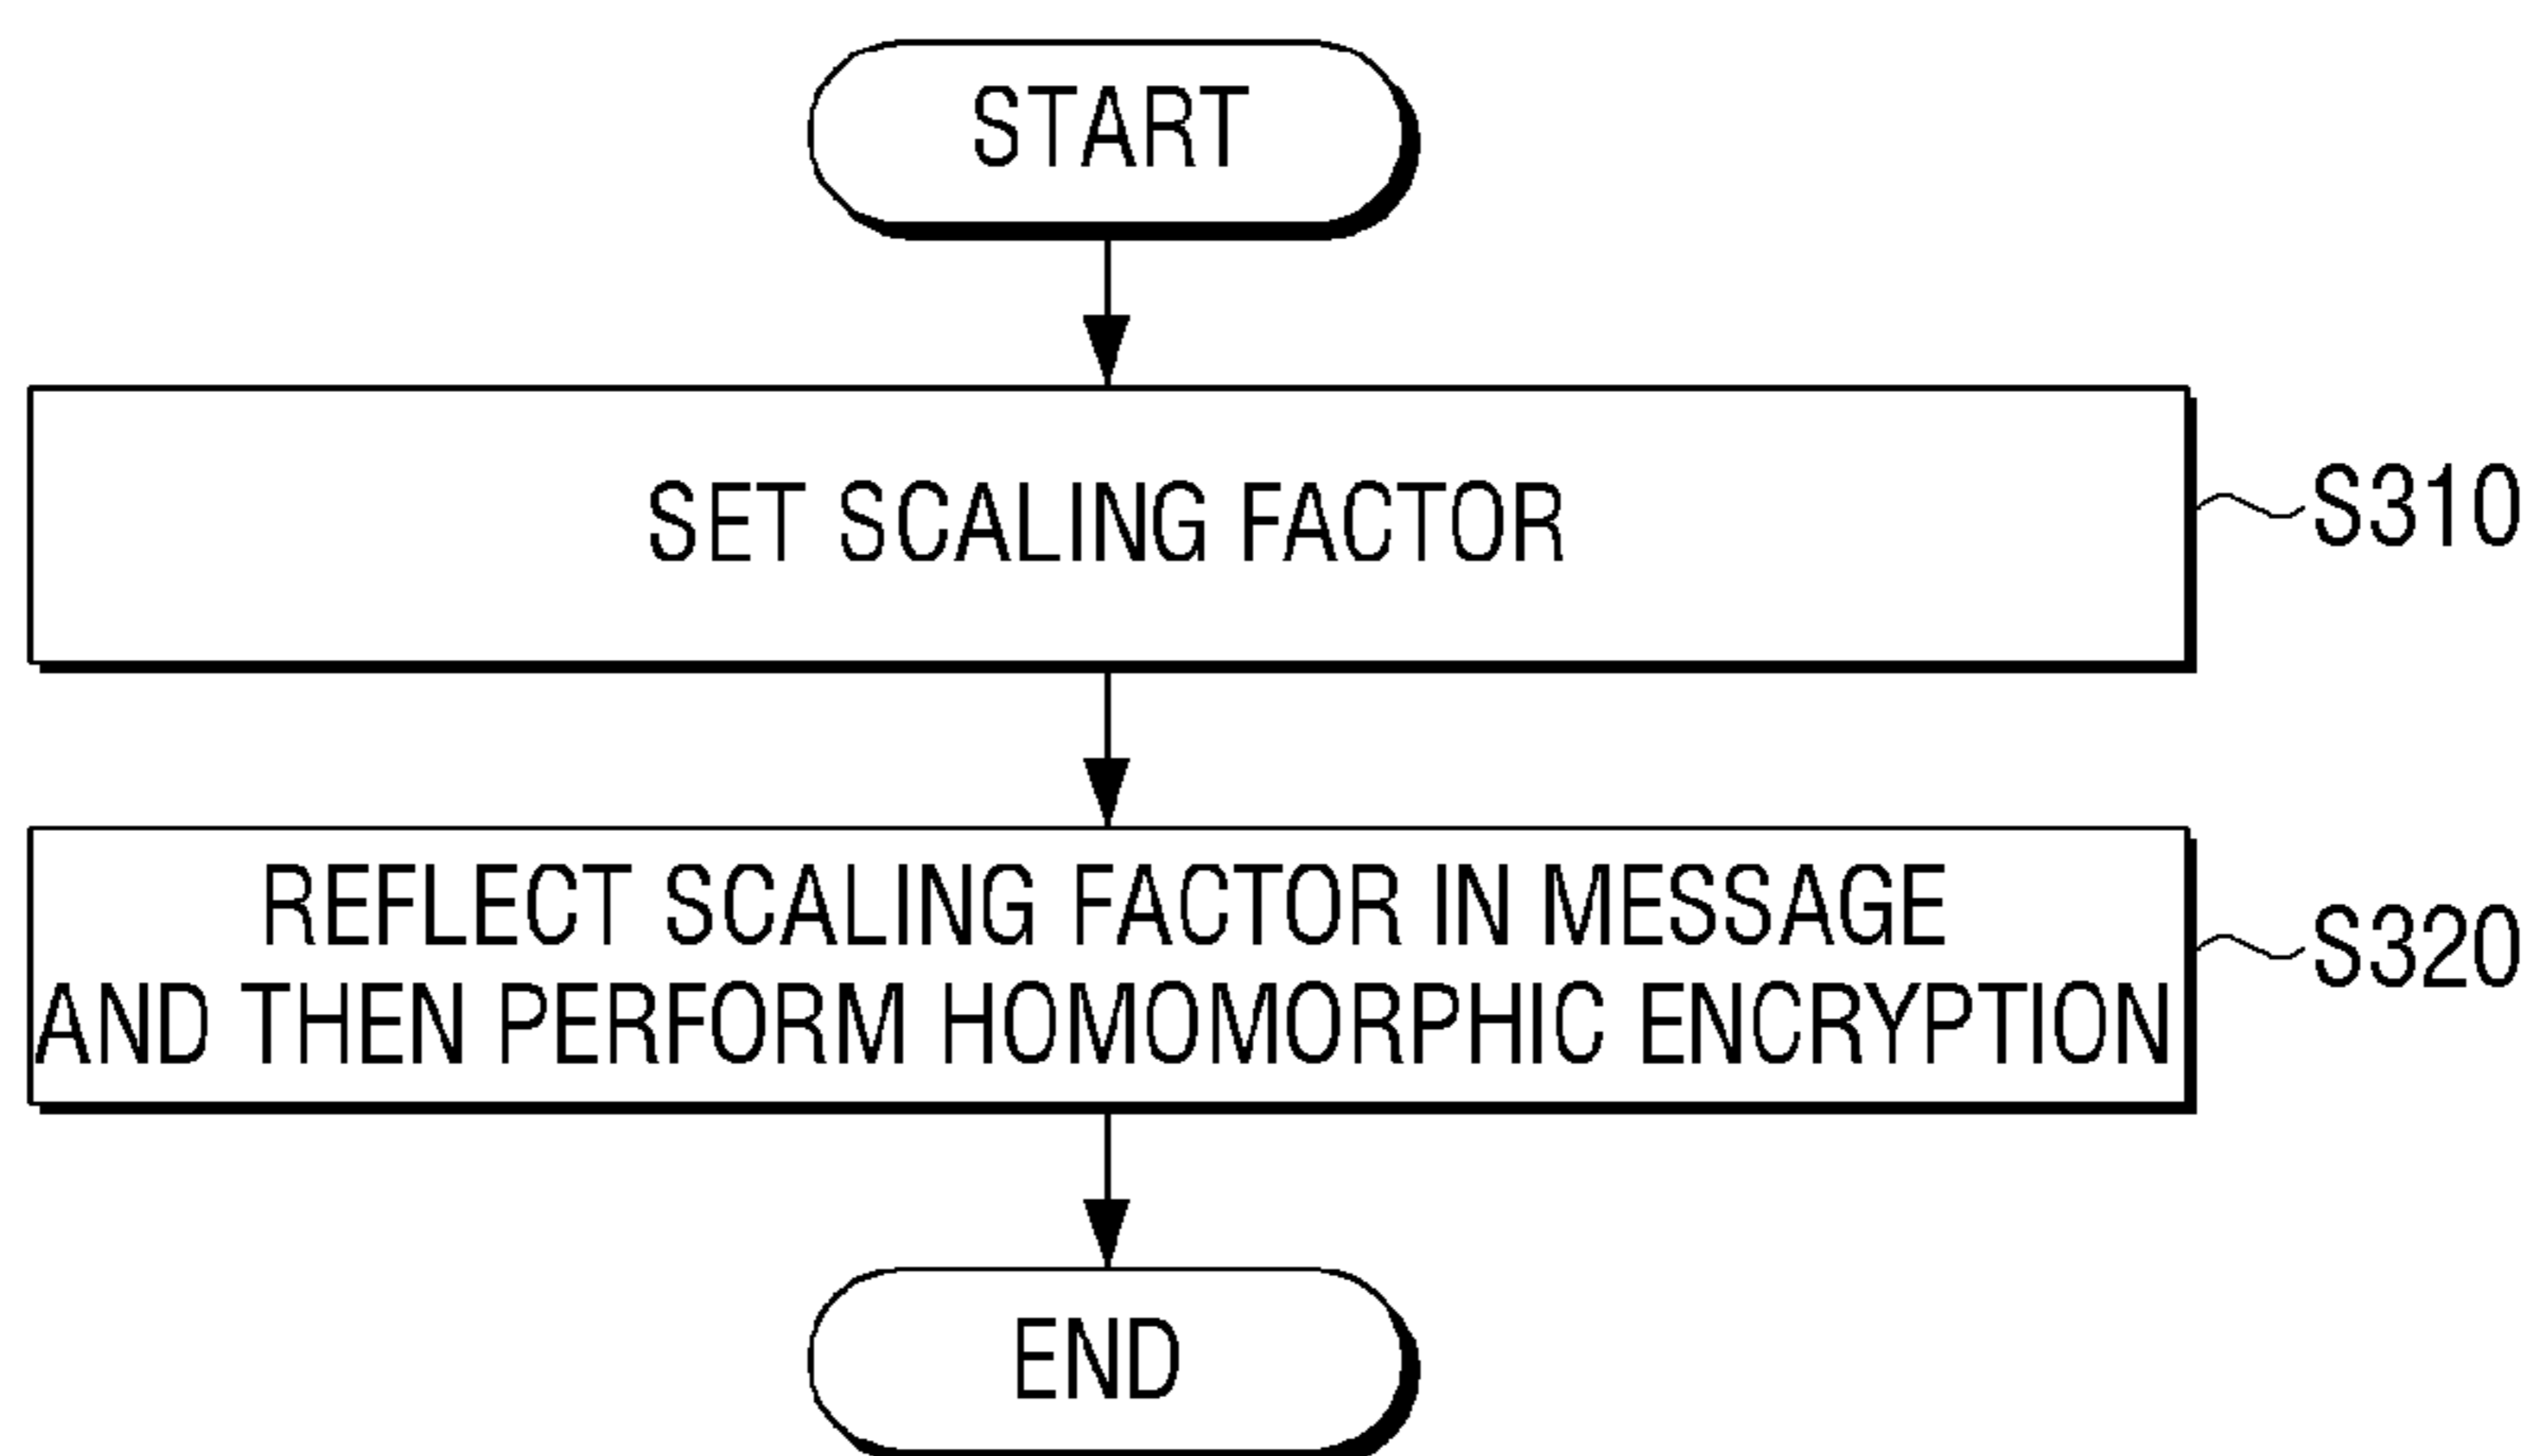 START
SET SCALING FACTOR
S310
REFLECT SCALING FACTOR IN MESSAGE
AND THEN PERFORM HOMOMORPHIC ENCRYPTION
S320
END